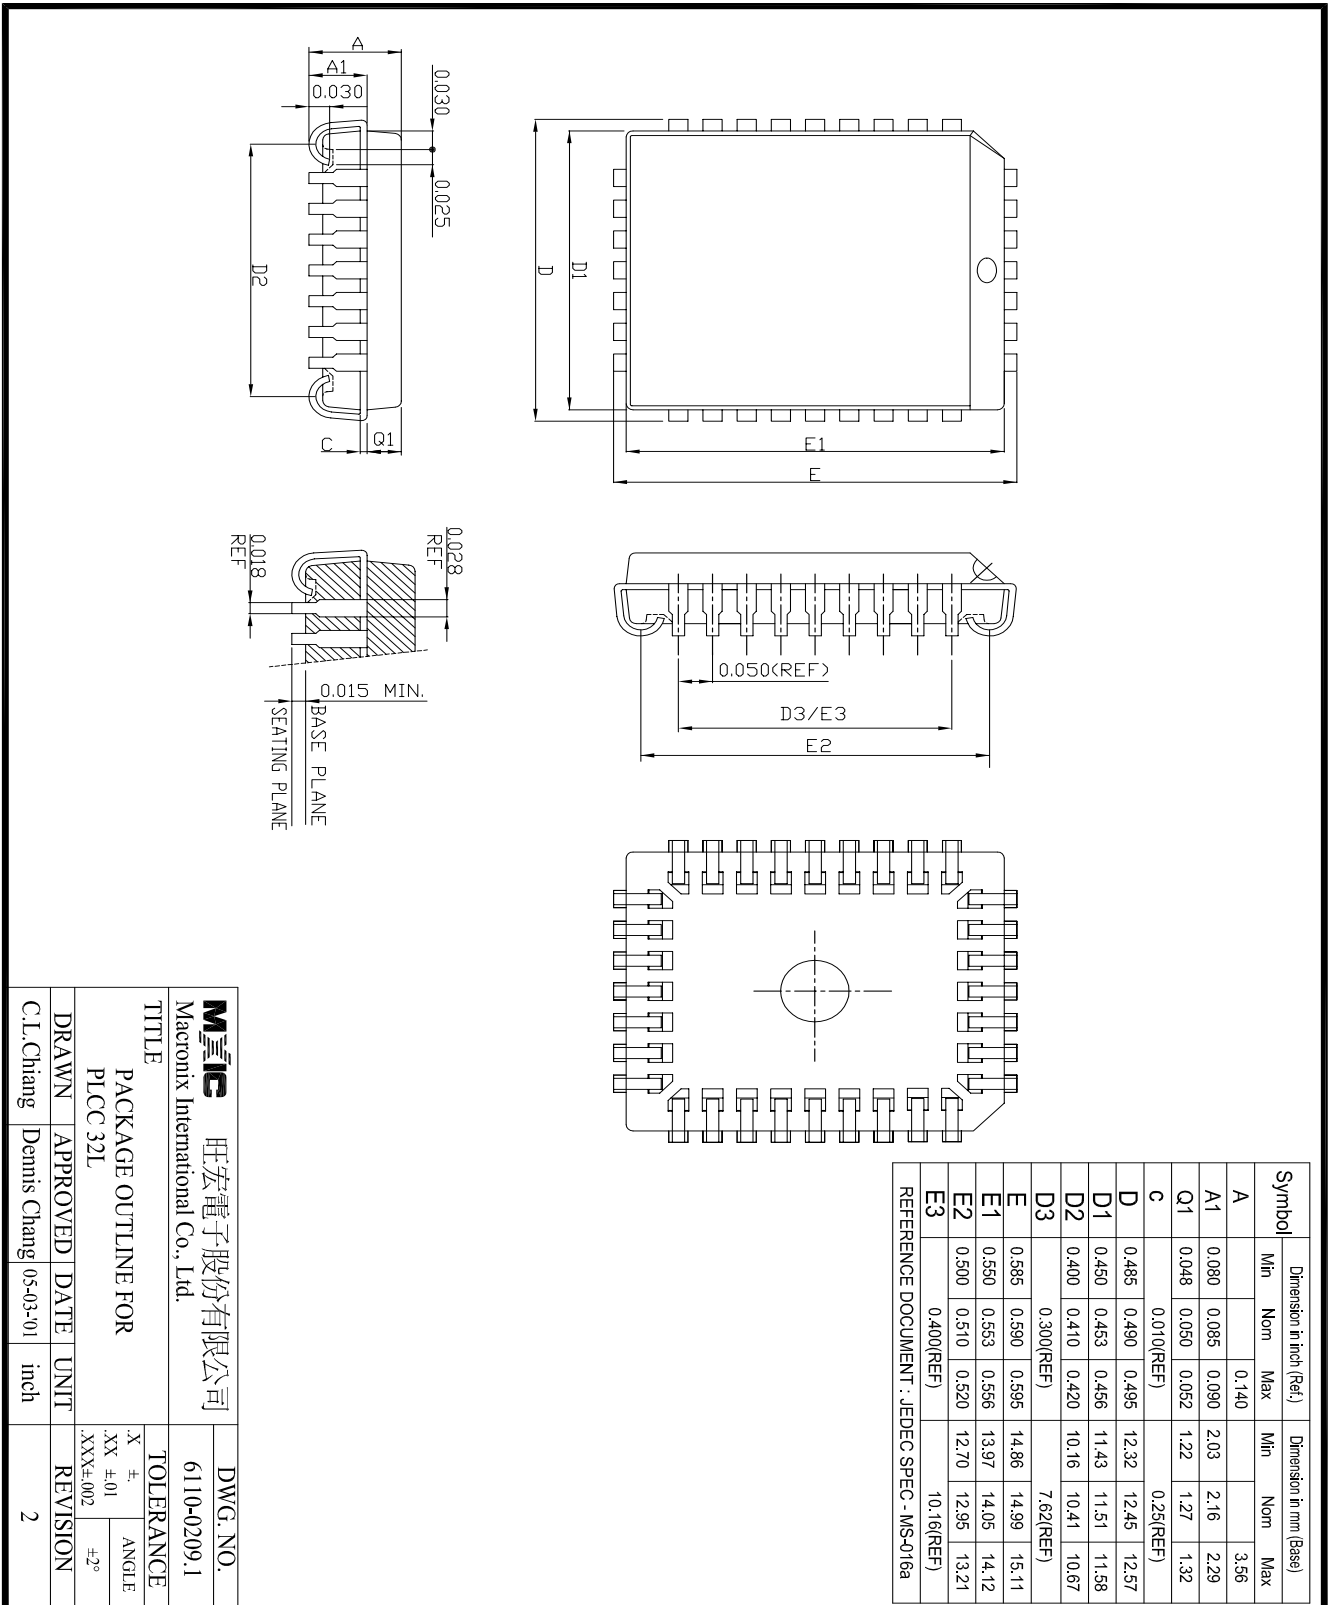 A
A1
0.030
0.030
0.025
D2
C
Q1
D
D1
E1
E
0.028
REF
0.018
REF
0.015 MIN.
BASE PLANE
SEATING PLANE
0.050(REF)
D3/E3
E2
Symbol Dimension in inch (Ref.) Dimension in mm (Base)
Min Nom Max Min Nom Max
A 0.140 3.56
A1 0.080 0.085 0.090 2.03 2.16 2.29
Q1 0.048 0.050 0.052 1.22 1.27 1.32
C 0.010(REF) 0.25(REF)
D 0.485 0.490 0.495 12.32 12.45 12.57
D1 0.450 0.453 0.456 11.43 11.51 11.58
D2 0.400 0.410 0.420 10.16 10.41 10.67
D3 0.300(REF) 7.62(REF)
E 0.585 0.590 0.595 14.86 14.99 15.11
E1 0.550 0.553 0.556 13.97 14.05 14.12
E2 0.500 0.510 0.520 12.70 12.95 13.21
E3 0.400(REF) 10.16(REF)
REFERENCE DOCUMENT : JEDEC SPEC - MS-016a
MXIC 旺宏電子股份有限公司
Macronix International Co., Ltd.
DWG. NO.
6110-0209.1
TITLE
PACKAGE OUTLINE FOR
PLCC 32L
TOLERANCE
.X ±.
.XX ±.01
.XXX±.002
ANGLE
±2°
DRAWN APPROVED DATE UNIT REVISION
C.L.Chiang Dennis Chang 05-03-'01 inch 2